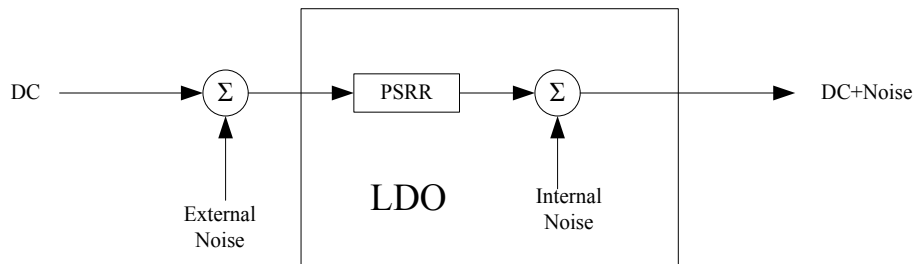 DC
Σ
PSRR
Σ
DC+Noise
LDO
External
Noise
Internal
Noise